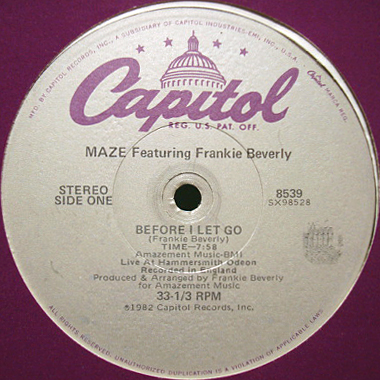 MFD. BY CAPITOL RECORDS, INC., A SUBSIDIARY OF CAPITOL INDUSTRIES-EMI, INC., U.S.A.
MARCA REG.
Capitol
REG. U.S. PAT. OFF.
MAZE Featuring Frankie Beverly
STEREO
SIDE ONE
8539
SX98528
BEFORE I LET GO
(Frankie Beverly)
TIME—7:58
Amazement Music-BMI
Live At Hammersmith Odeon
Recorded in England
Produced & Arranged by Frankie Beverly
for Amazement Music
33-1/3 RPM
©1982 Capitol Records, Inc.
ALL RIGHTS RESERVED. UNAUTHORIZED DUPLICATION IS A VIOLATION OF APPLICABLE LAWS.